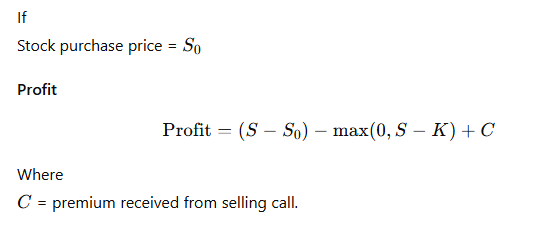 If
Stock purchase price = S₀
Profit
Profit = (S − S₀) − max(0, S − K) + C
Where
C = premium received from selling call.